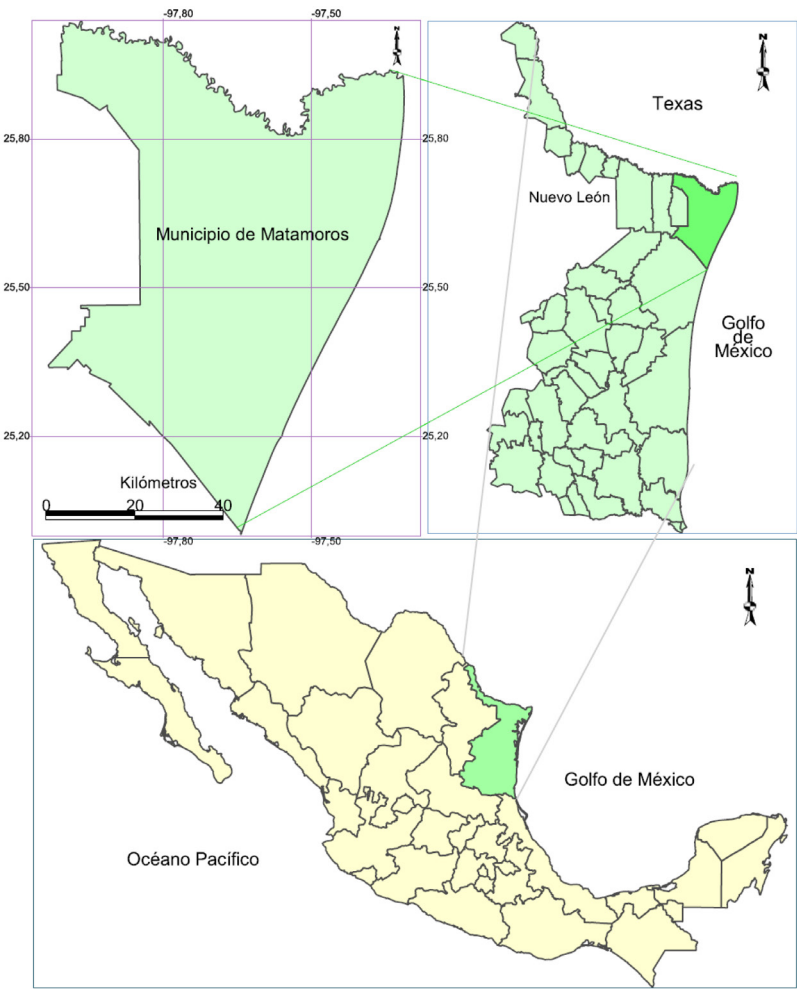 -97,80
-97,50
N
25,80
Municipio de Matamoros
25,50
25,20
Kilómetros
0
20
40
-97,80
-97,50
N
Texas
25,80
Nuevo León
25,50
Golfo
de
México
25,20
N
Golfo de México
Océano Pacífico